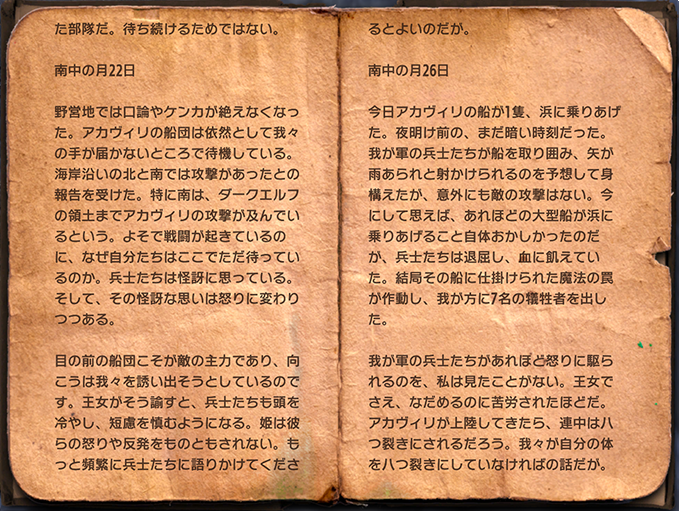 た部隊だ。待ち続けるためではない。
南中の月22日
野営地では口論やケンカが絶えなくなっ
た。アカヴィリの船団は依然として我々
の手が届かないところで待機している。
海岸沿いの北と南では攻撃があったとの
報告を受けた。特に南は、ダークエルフ
の領土までアカヴィリの攻撃が及んでい
るという。よそで戦闘が起きているの
に、なぜ自分たちはここでただ待ってい
るのか。兵士たちは怪訝に思っている。
そして、その怪訝な思いは怒りに変わり
つつある。
目の前の船団こそが敵の主力であり、向
こうは我々を誘い出そうとしているので
す。王女がそう諭すと、兵士たちも頭を
冷やし、短慮を慎むようになる。姫は彼
らの怒りや反発をものともされない。も
っと頻繁に兵士たちに語りかけてくださ
るとよいのだが。
南中の月26日
今日アカヴィリの船が1隻、浜に乗りあげ
た。夜明け前の、まだ暗い時刻だった。
我が軍の兵士たちが船を取り囲み、矢が
雨あられと射かけられるのを予想して身
構えたが、意外にも敵の攻撃はない。今
にして思えば、あれほどの大型船が浜に
乗りあげること自体おかしかったのだ
が、兵士たちは退屈し、血に飢えてい
た。結局その船に仕掛けられた魔法の罠
が作動し、我が方に7名の犠牲者を出し
た。
我が軍の兵士たちがあれほど怒りに駆ら
れるのを、私は見たことがない。王女で
さえ、なだめるのに苦労されたほどだ。
アカヴィリが上陸してきたら、連中は八
つ裂きにされるだろう。我々が自分の体
を八つ裂きにしていなければの話だが。